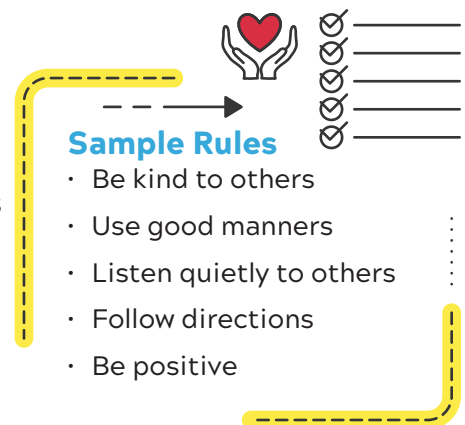 Sample Rules
· Be kind to others
· Use good manners
· Listen quietly to others
· Follow directions
· Be positive